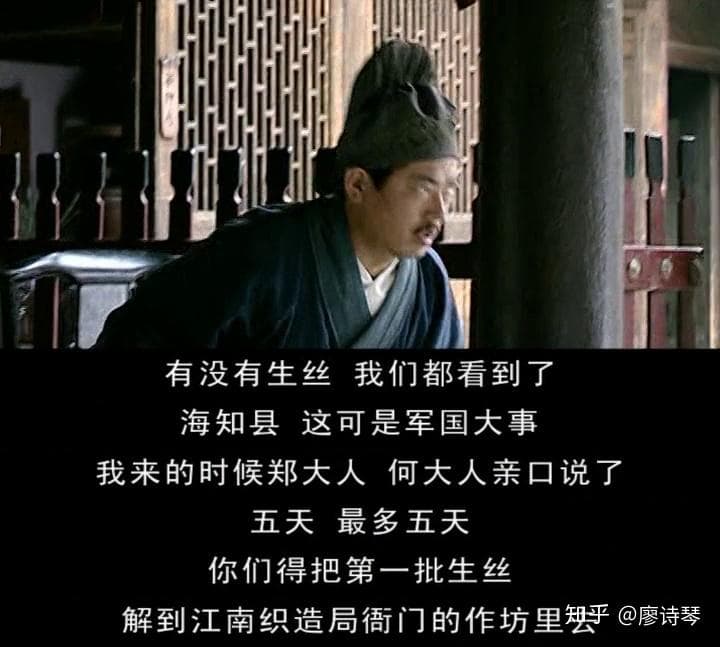 有没有生丝 我们都看到了
海知县 这可是军国大事
我来的时候郑大人 何大人亲口说了
五天 最多五天
你们得把第一批生丝
解到江南织造局衙门的作坊里去
知乎 @廖诗琴